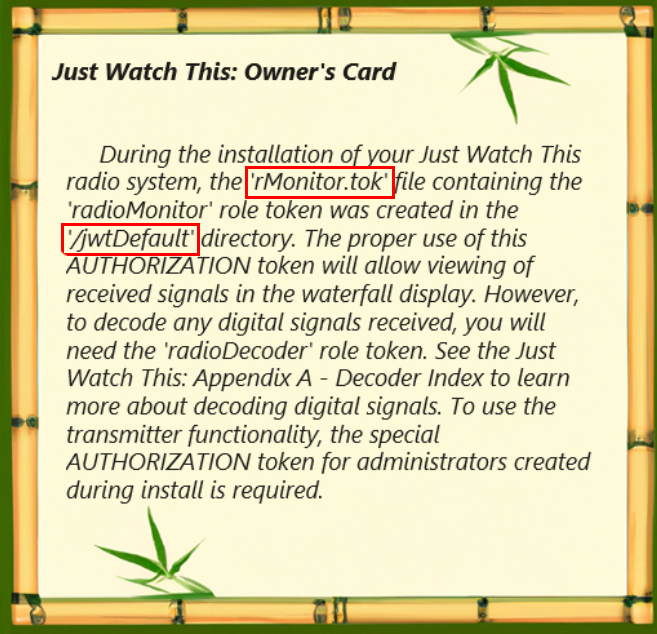 Just Watch This: Owner's Card
During the installation of your Just Watch This
radio system, the 'rMonitor.tok' file containing the
'radioMonitor' role token was created in the
'/jwtDefault' directory. The proper use of this
AUTHORIZATION token will allow viewing of
received signals in the waterfall display. However,
to decode any digital signals received, you will
need the 'radioDecoder' role token. See the Just
Watch This: Appendix A - Decoder Index to learn
more about decoding digital signals. To use the
transmitter functionality, the special
AUTHORIZATION token for administrators created
during install is required.